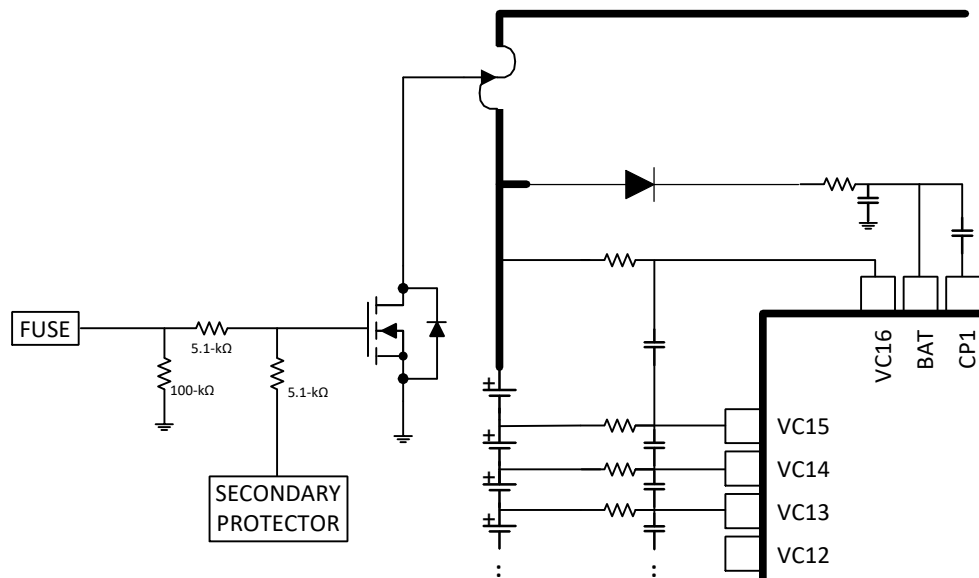 FUSE
5.1-kΩ
100-kΩ
5.1-kΩ
SECONDARY
PROTECTOR
+
+
+
+
VC16
BAT
CP1
VC15
VC14
VC13
VC12